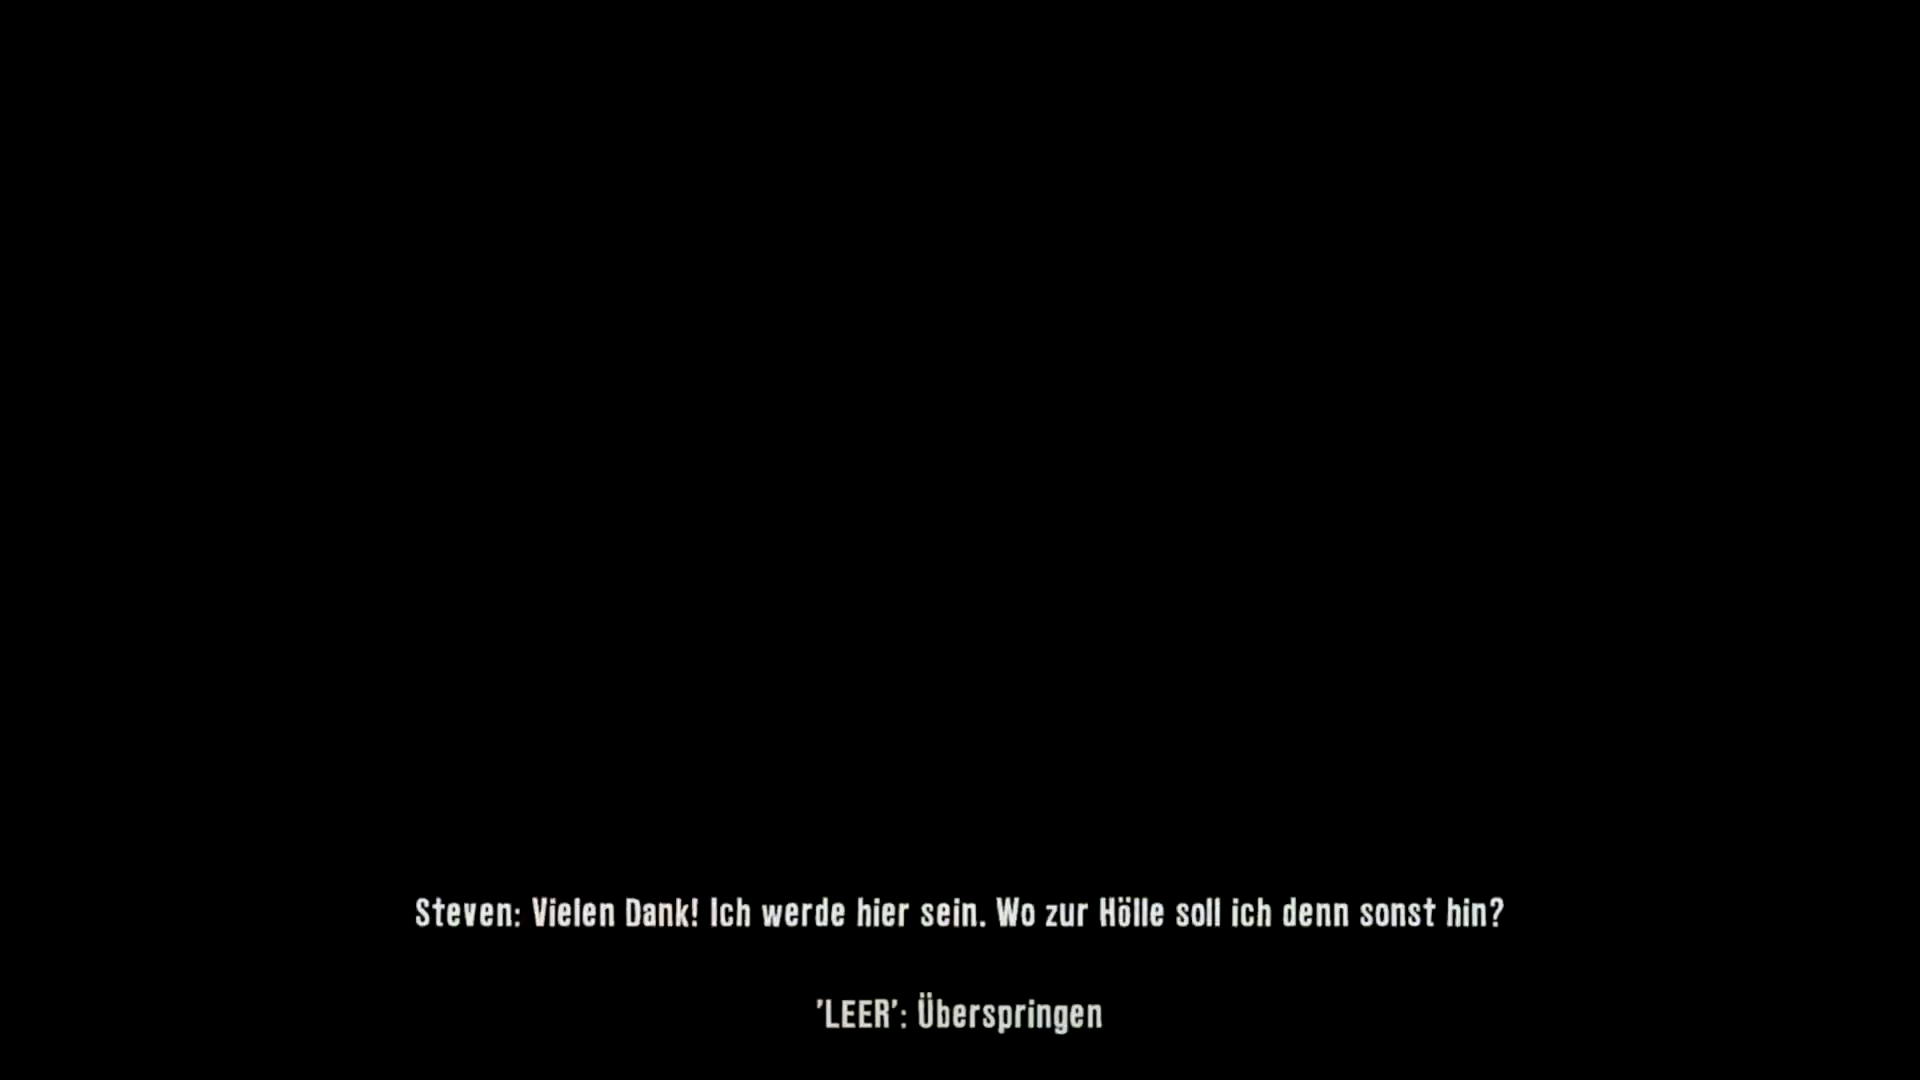 Steven: Vielen Dank! Ich werde hier sein. Wo zur Hölle soll ich denn sonst hin?
'LEER': Überspringen